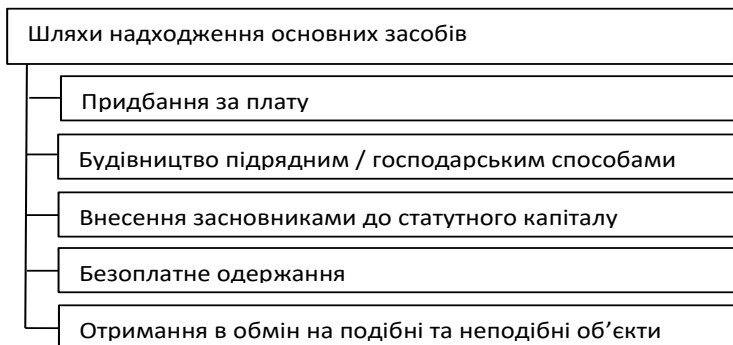 Шляхи надходження основних засобів
Придбання за плату
Будівництво підрядним / господарським способами
Внесення засновниками до статутного капіталу
Безоплатне одержання
Отримання в обмін на подібні та неподібні об’єкти